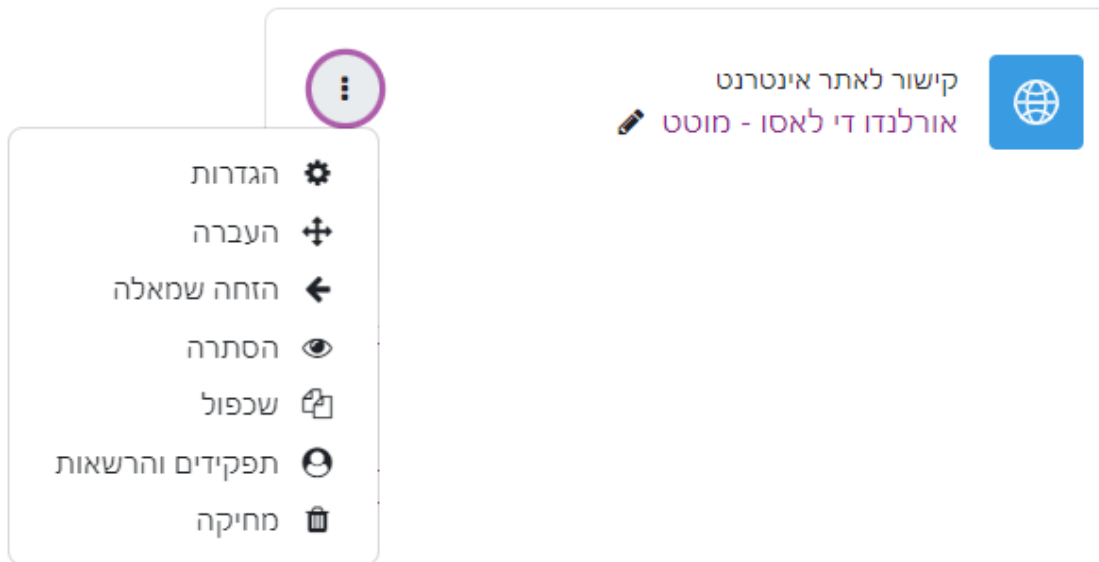 קישור לאתר אינטרנט
אורלנדו די לאסו - מוטט
הגדרות
העברה
הזחה שמאלה
הסתרה
שכפול
תפקידים והרשאות
מחיקה